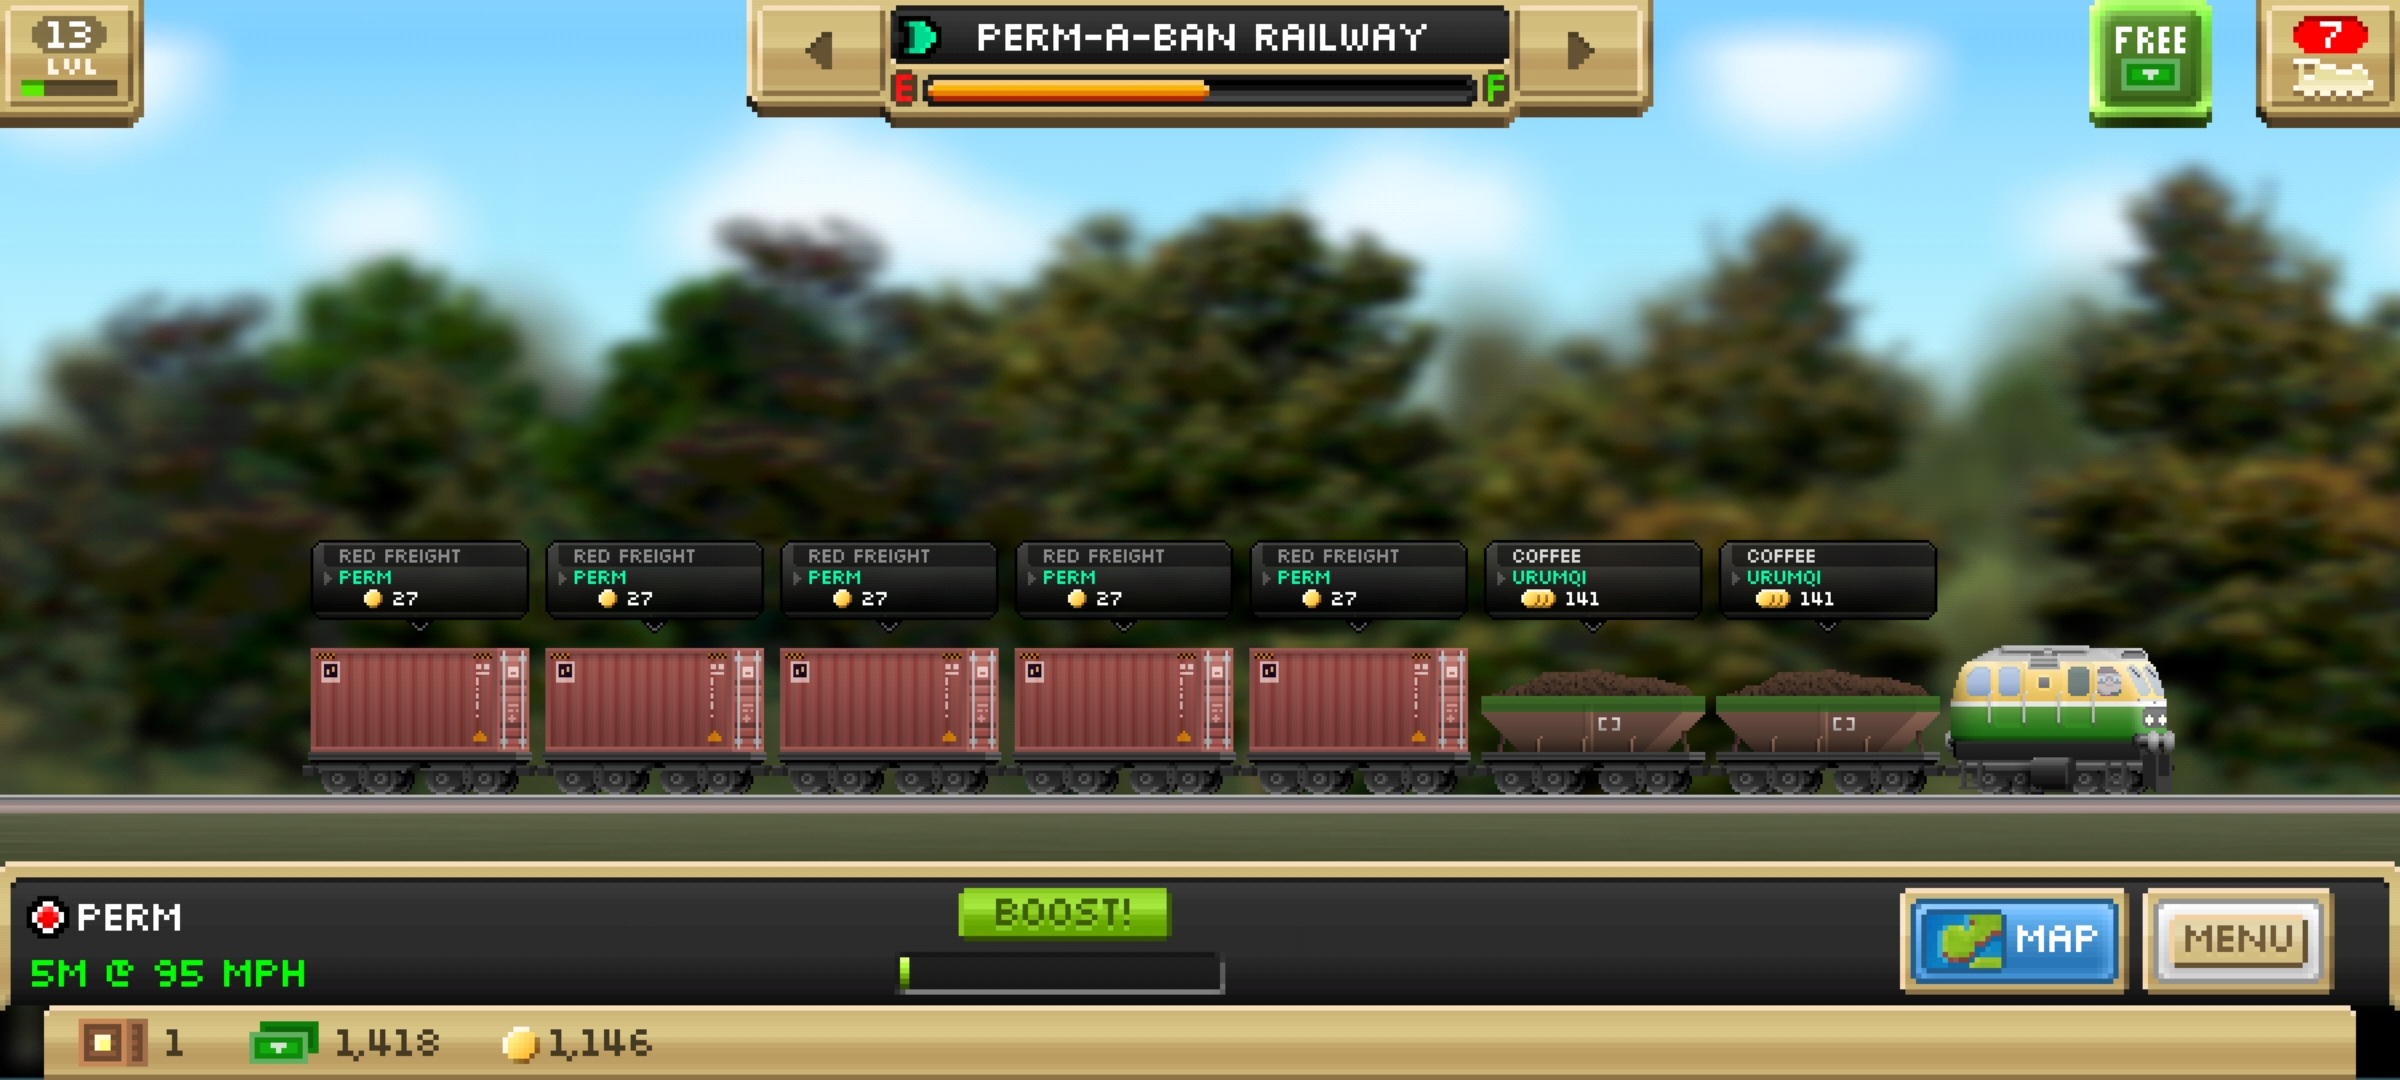 13
LVL
PERM-A-BAN RAILWAY
E
F
FREE
7
RED FREIGHT
PERM
27
RED FREIGHT
PERM
27
RED FREIGHT
PERM
27
RED FREIGHT
PERM
27
RED FREIGHT
PERM
27
COFFEE
URUMQI
141
COFFEE
URUMQI
141
PERM
5M @ 95 MPH
BOOST!
MAP
MENU
1
1,418
1,146